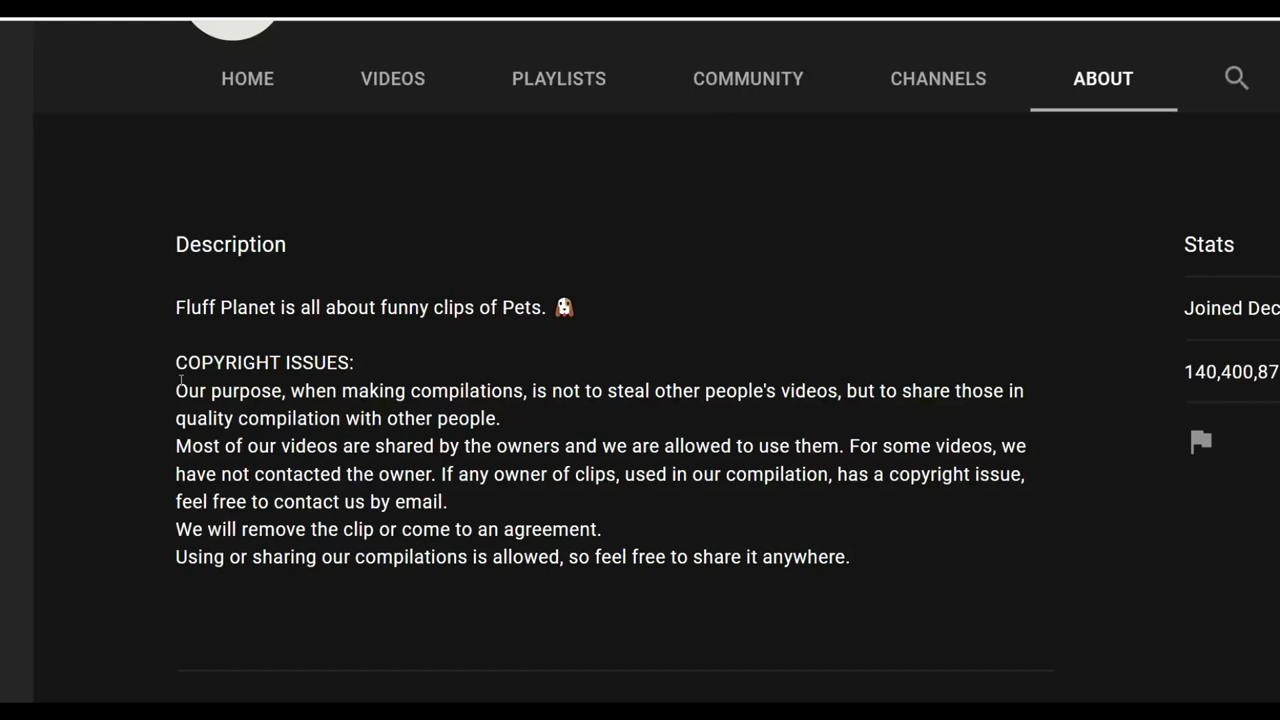 HOME VIDEOS PLAYLISTS COMMUNITY CHANNELS ABOUT
Description
Fluff Planet is all about funny clips of Pets.
COPYRIGHT ISSUES:
Our purpose, when making compilations, is not to steal other people's videos, but to share those in
quality compilation with other people.
Most of our videos are shared by the owners and we are allowed to use them. For some videos, we
have not contacted the owner. If any owner of clips, used in our compilation, has a copyright issue,
feel free to contact us by email.
We will remove the clip or come to an agreement.
Using or sharing our compilations is allowed, so feel free to share it anywhere.
Stats
Joined Dec
140,400,87